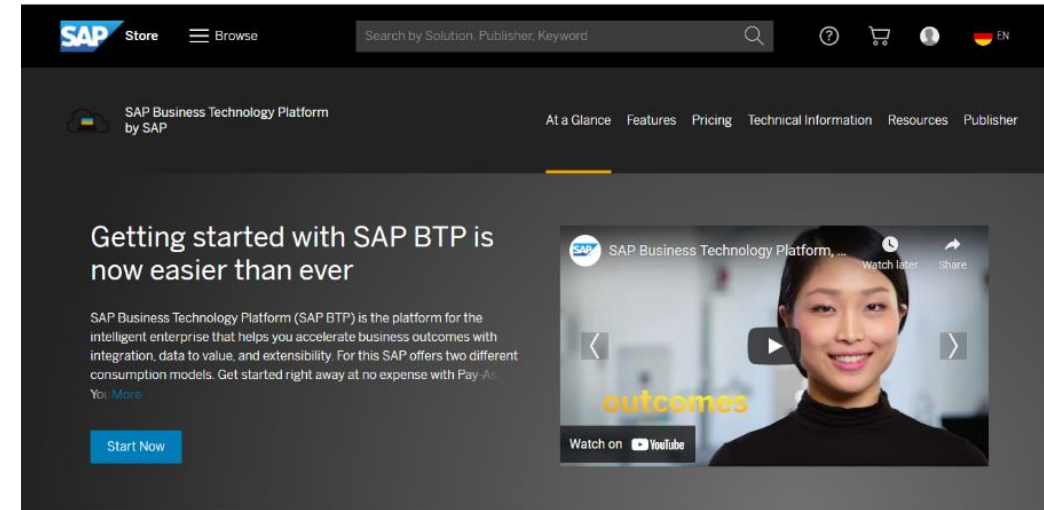 SAP Store Browse Search by Solution, Publisher, Keyword EN
SAP Business Technology Platform
by SAP
At a Glance Features Pricing Technical Information Resources Publisher
Getting started with SAP BTP is
now easier than ever
SAP Business Technology Platform (SAP BTP) is the platform for the
intelligent enterprise that helps you accelerate business outcomes with
integration, data to value, and extensibility. For this SAP offers two different
consumption models. Get started right away at no expense with Pay-As
You More
Start Now
SAP SAP Business Technology Platform, ...
Watch later Share
outcomes
Watch on YouTube